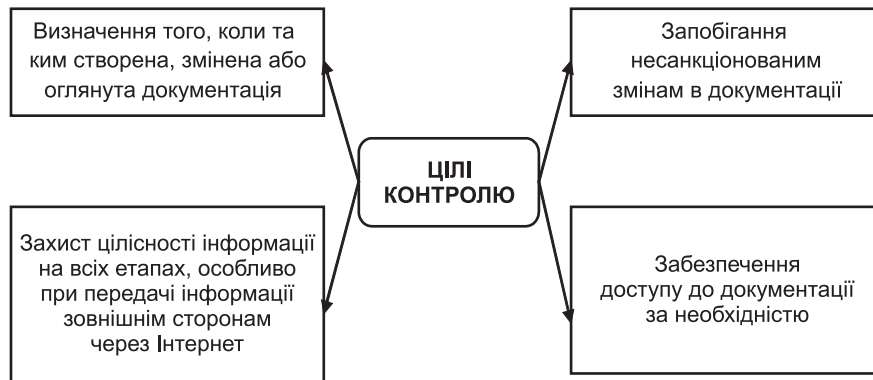 Визначення того, коли та
ким створена, змінена або
оглянута документація
Запобігання
несанкціонованим
змінам в документації
ЦІЛІ
КОНТРОЛЮ
Захист цілісності інформації
на всіх етапах, особливо
при передачі інформації
зовнішнім сторонам
через Інтернет
Забезпечення
доступу до документації
за необхідністю